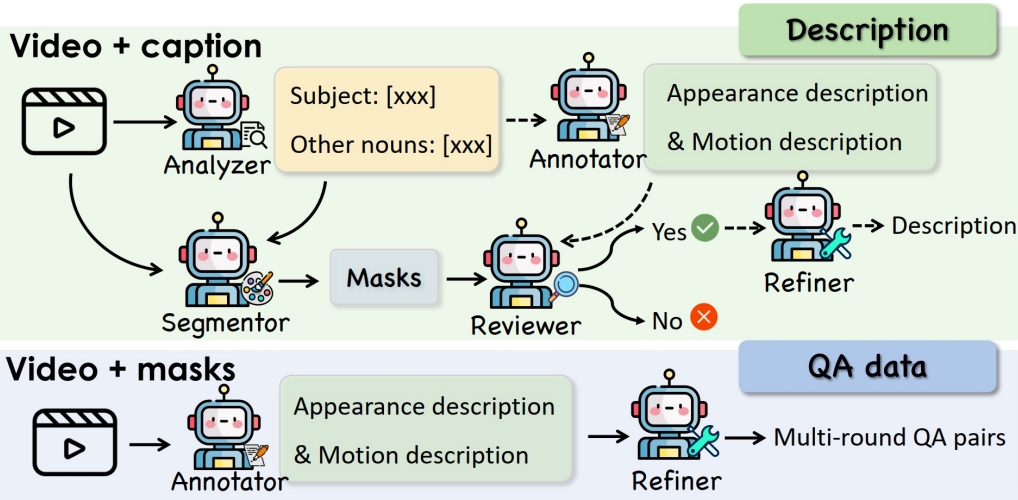 Video + caption
Description
Analyzer
Subject: [xxx]
Other nouns: [xxx]
Annotator
Appearance description
& Motion description
Segmentor
Masks
Reviewer
Yes
No
Refiner
Description
Video + masks
QA data
Annotator
Appearance description
& Motion description
Refiner
Multi-round QA pairs